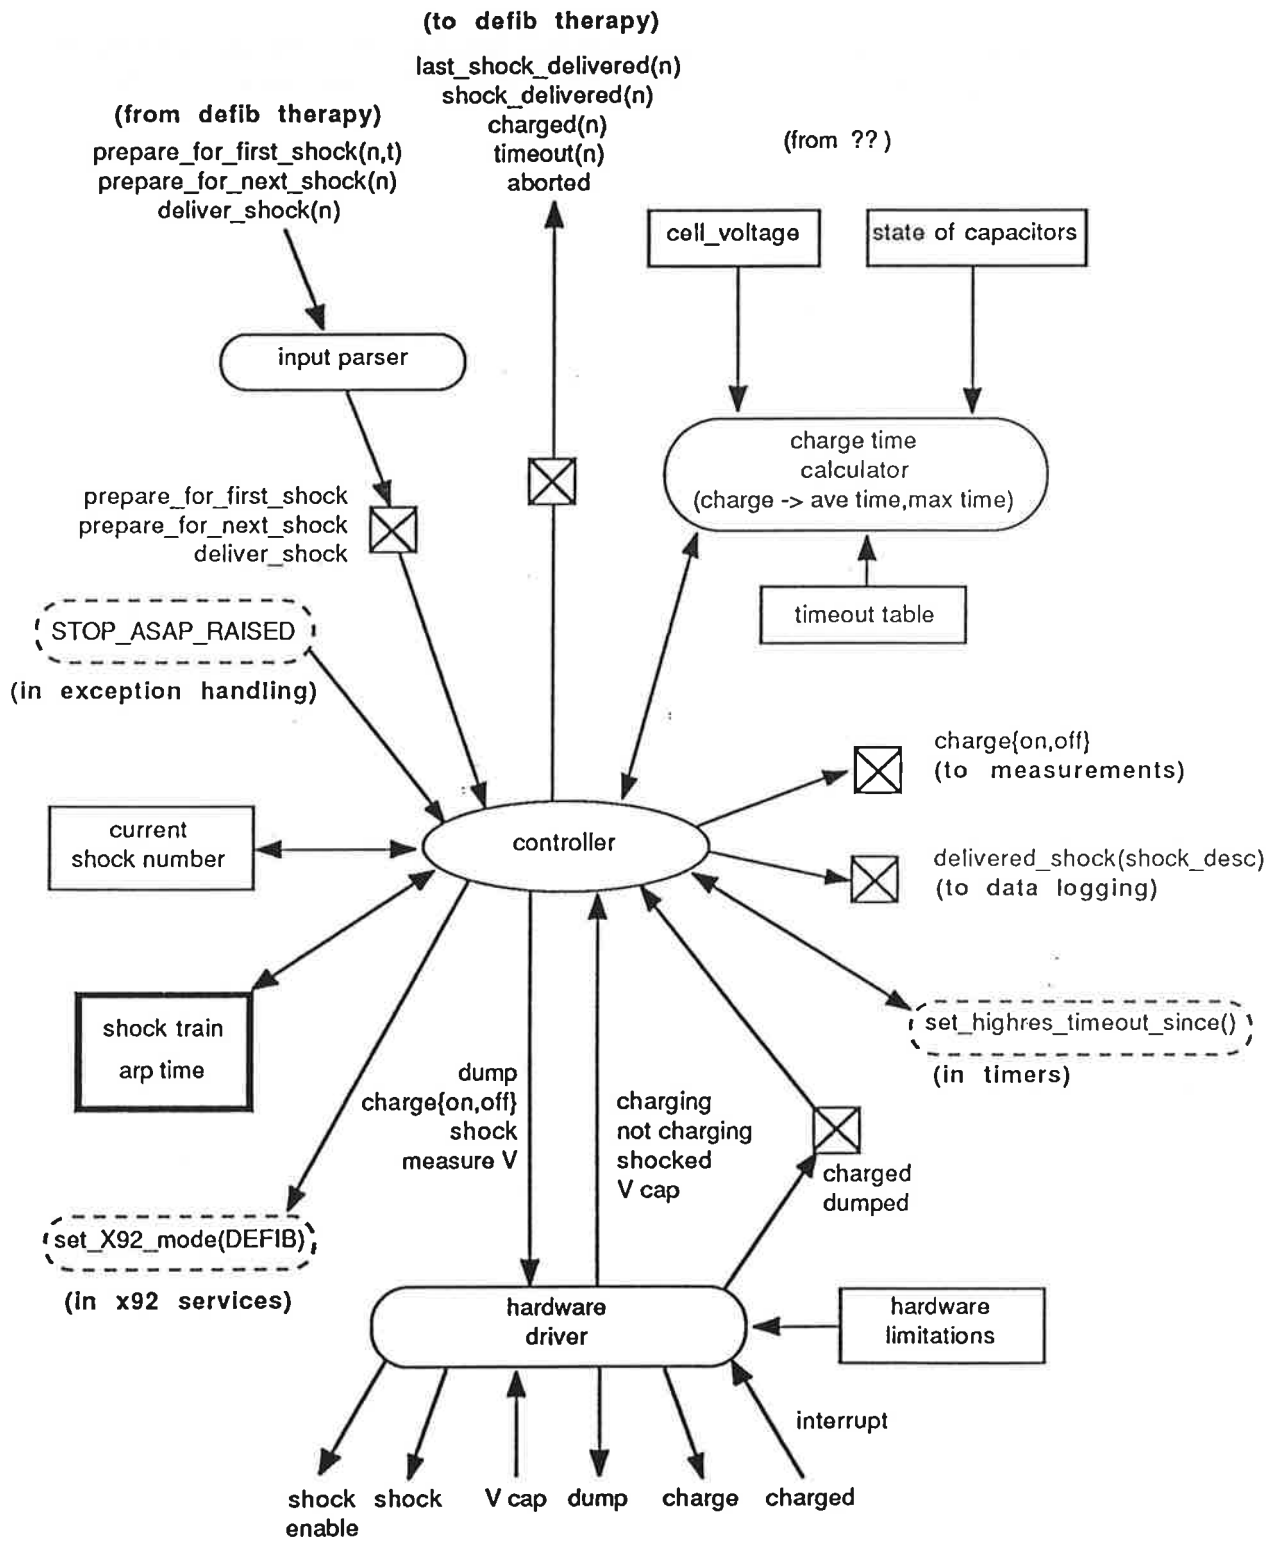 (to defib therapy)
last_shock_delivered(n)
shock_delivered(n)
charged(n)
timeout(n)
aborted
(from defib therapy)
prepare_for_first_shock(n,t)
prepare_for_next_shock(n)
deliver_shock(n)
(from ??)
cell_voltage
state of capacitors
input parser
charge time
calculator
(charge -> ave time,max time)
prepare_for_first_shock
prepare_for_next_shock
deliver_shock
timeout table
STOP_ASAP_RAISED
(in exception handling)
charge{on,off}
(to measurements)
current
shock number
controller
delivered_shock(shock_desc)
(to data logging)
shock train
arp time
set_highres_timeout_since()
(in timers)
dump
charge{on,off}
shock
measure V
charging
not charging
shocked
V cap
charged
dumped
set_X92_mode(DEFIB)
(in x92 services)
hardware
driver
hardware
limitations
interrupt
shock
enable
shock
V cap
dump
charge
charged